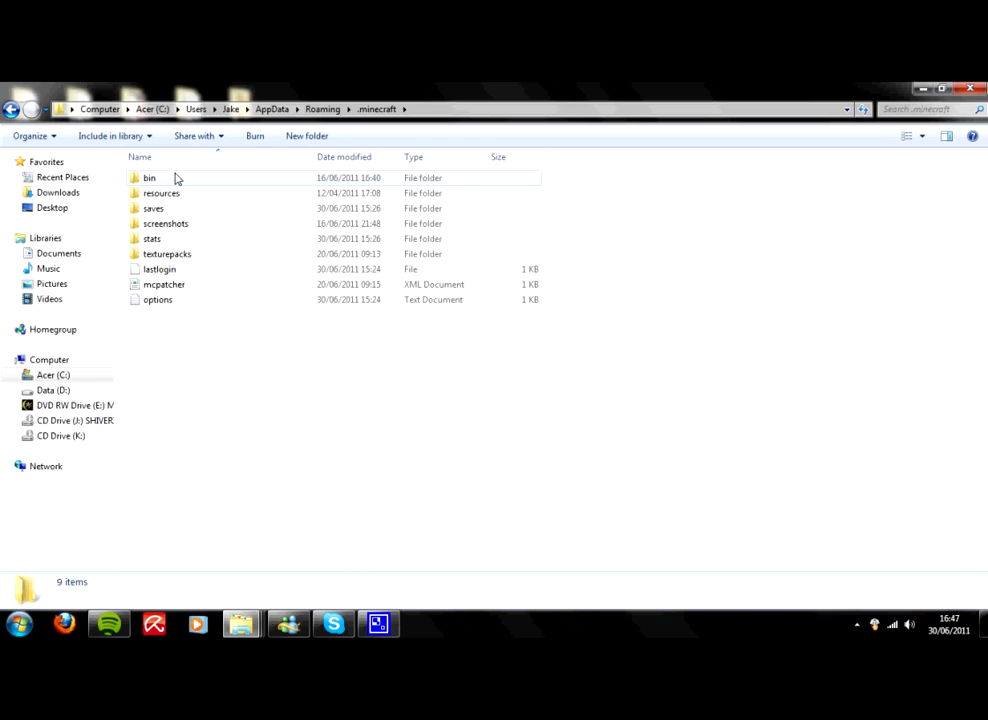 Computer ▸ Acer (C:) ▸ Users ▸ Jake ▸ AppData ▸ Roaming ▸ .minecraft ▸
Search .minecraft
Organize Include in library Share with Burn New folder
Name Date modified Type Size
Favorites
Recent Places
Downloads
Desktop
Libraries
Documents
Music
Pictures
Videos
Homegroup
Computer
Acer (C:)
Data (D:)
DVD RW Drive (E:) M
CD Drive (J:) SHIVER
CD Drive (K:)
Network
bin 16/06/2011 16:40 File folder
resources 12/04/2011 17:08 File folder
saves 30/06/2011 15:26 File folder
screenshots 16/06/2011 21:48 File folder
stats 30/06/2011 15:26 File folder
texturepacks 20/06/2011 09:13 File folder
lastlogin 30/06/2011 15:24 File 1 KB
mcpatcher 20/06/2011 09:15 XML Document 1 KB
options 30/06/2011 15:24 Text Document 1 KB
9 items
16:47
30/06/2011